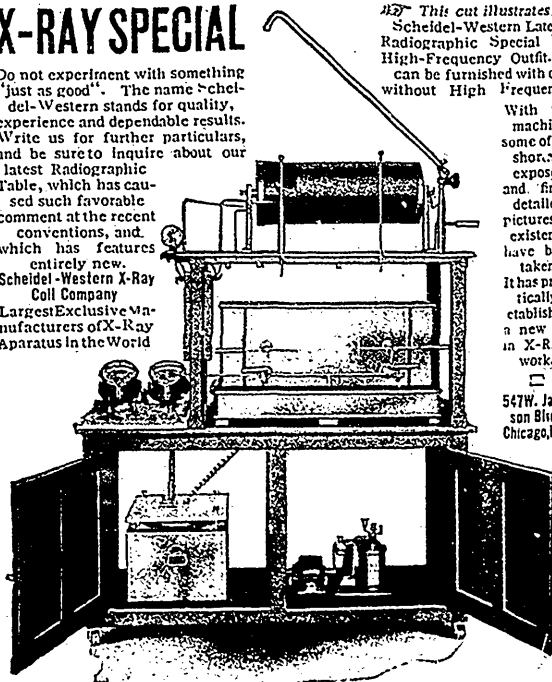 X-RAY SPECIAL
Do not experiment with something
"just as good". The name Schei-
del-Western stands for quality,
experience and dependable results.
Write us for further particulars,
and be sure to inquire about our
latest Radiographic
Table, which has cau-
sed such favorable
comment at the recent
conventions, and
which has features
entirely new.
Scheidel-Western X-Ray
Coil Company
Largest Exclusive Ma-
nufacturers of X-Ray
Aparatus in the World
This cut illustrates
Scheidel-Western Late
Radiographic Special
High-Frequency Outfit.
can be furnished with o
without High Frequen
With
machi
some of
shor
expos
and fin
detaile
pictures
existen
have b
taken
It has pr
tically
etablish
a new
in X-R
work
547 W. Ja
son Blv
Chicago, I